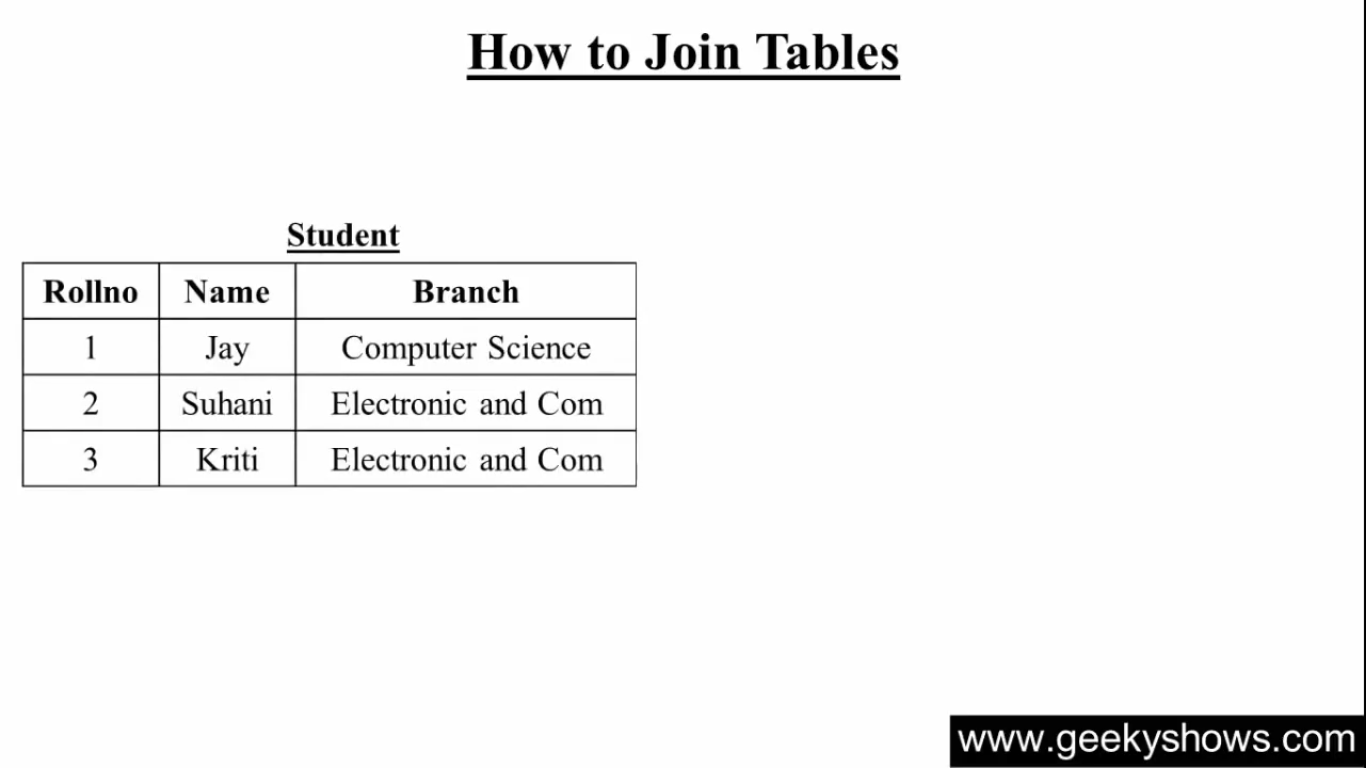 How to Join Tables
Student
Rollno Name Branch
1 Jay Computer Science
2 Suhani Electronic and Com
3 Kriti Electronic and Com
www.geekyshows.com